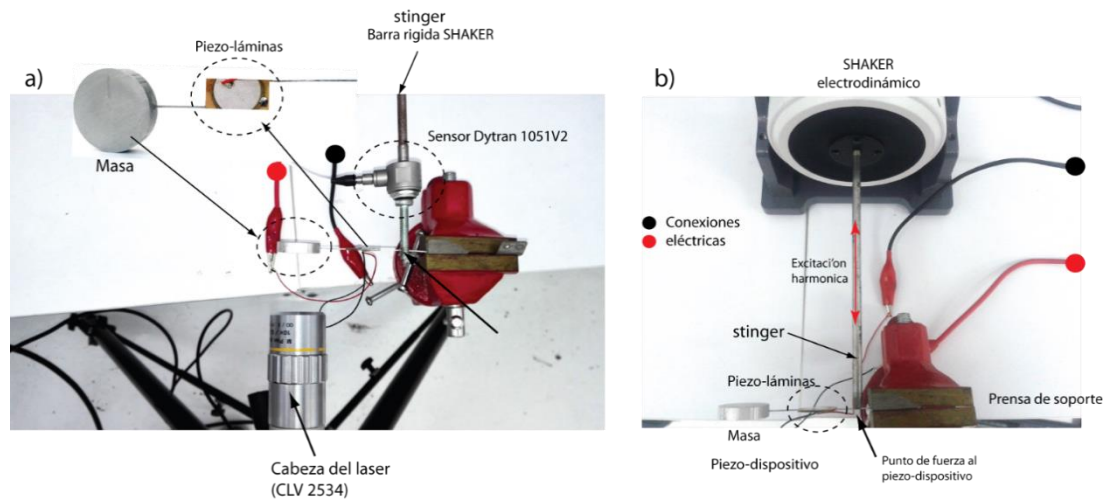 a)
Piezo-láminas
Masa
stinger
Barra rigida SHAKER
Sensor Dytran 1051V2
Cabeza del laser
(CLV 2534)
b)
SHAKER
electrodinámico
Conexiones
eléctricas
Excitaci'on
harmonica
stinger
Piezo-láminas
Masa
Piezo-dispositivo
Prensa de soporte
Punto de fuerza al
piezo-dispositivo